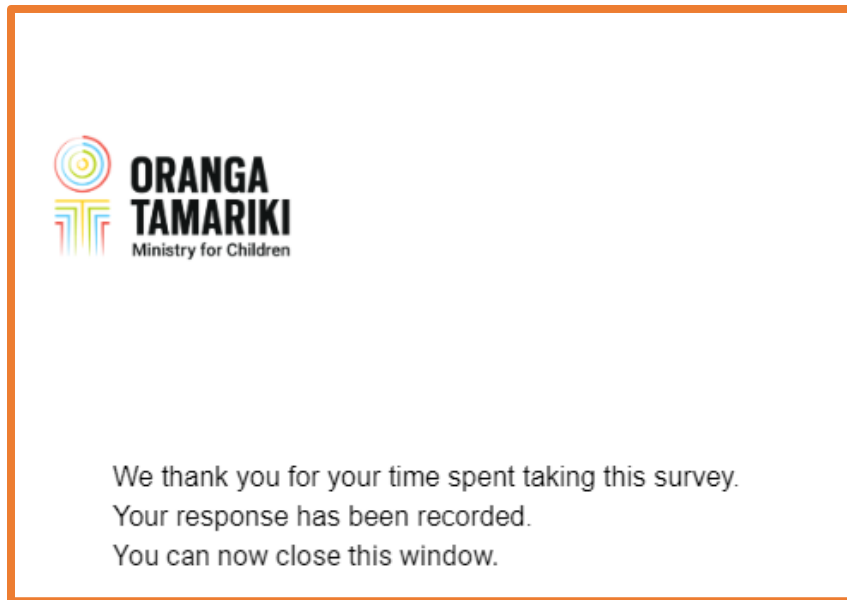 ORANGA
TAMARIKI
Ministry for Children
We thank you for your time spent taking this survey.
Your response has been recorded.
You can now close this window.